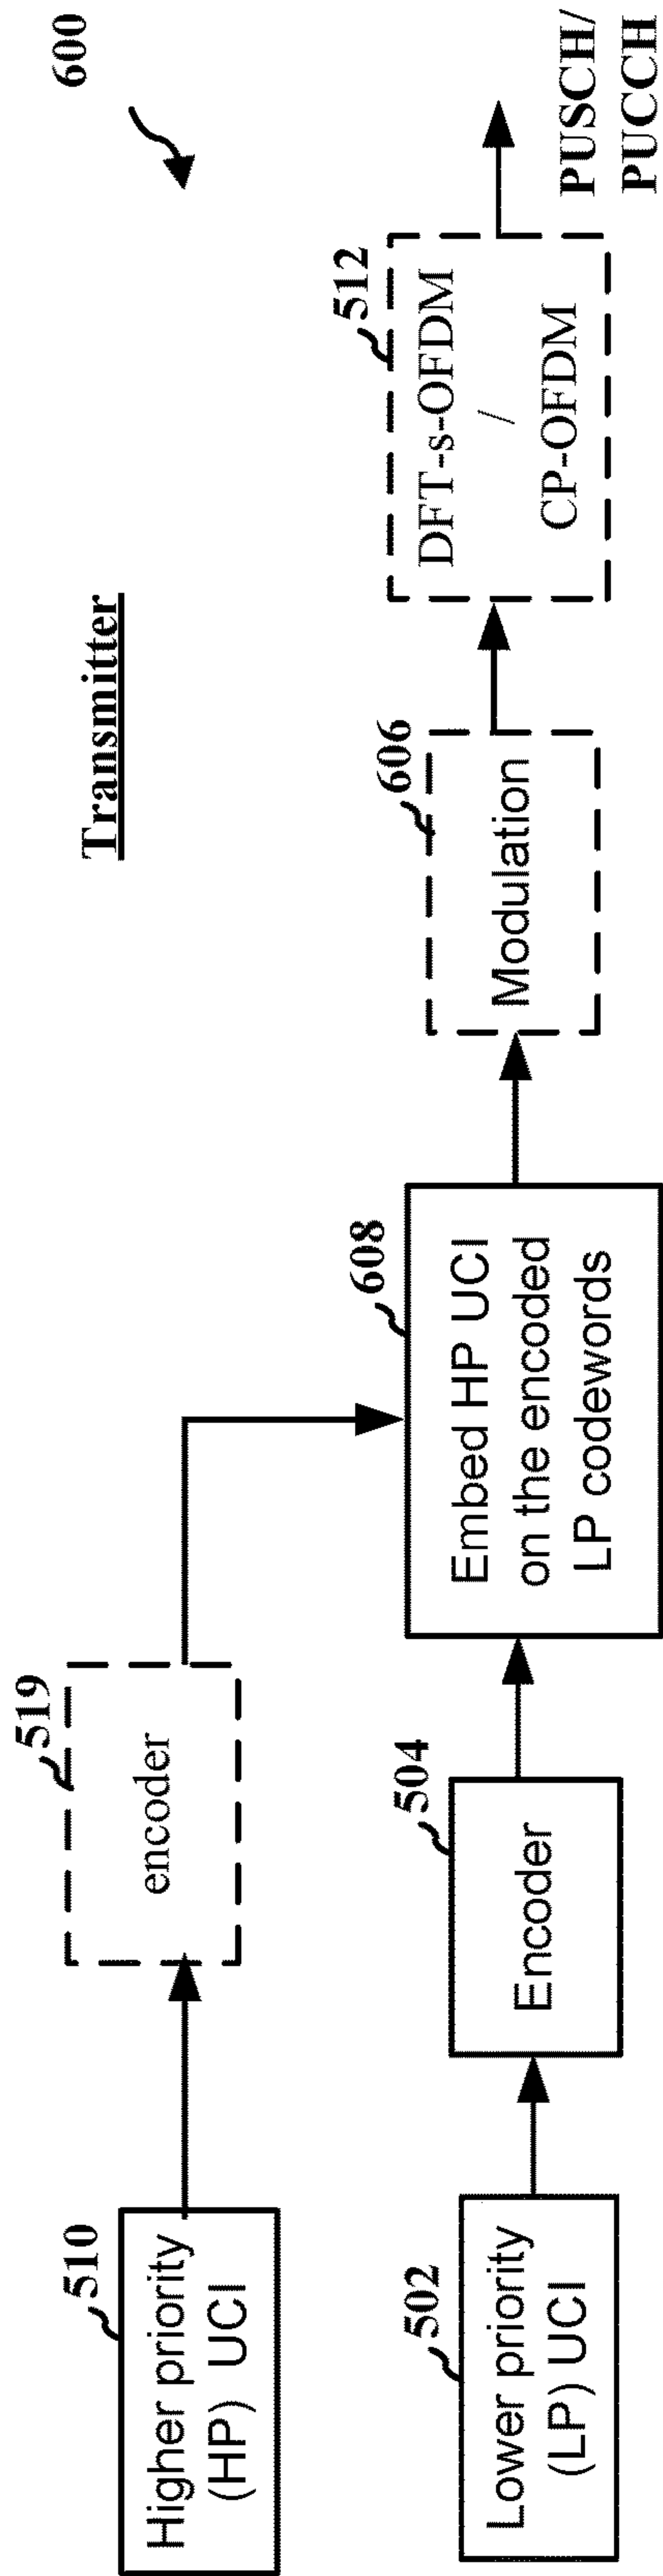 Transmitter
600
510
Higher priority
(HP) UCI
519
encoder
502
Lower priority
(LP) UCI
504
Encoder
608
Embed HP UCI
on the encoded
LP codewords
606
Modulation
512
DFT-s-OFDM
/
CP-OFDM
PUSCH/
PUCCH